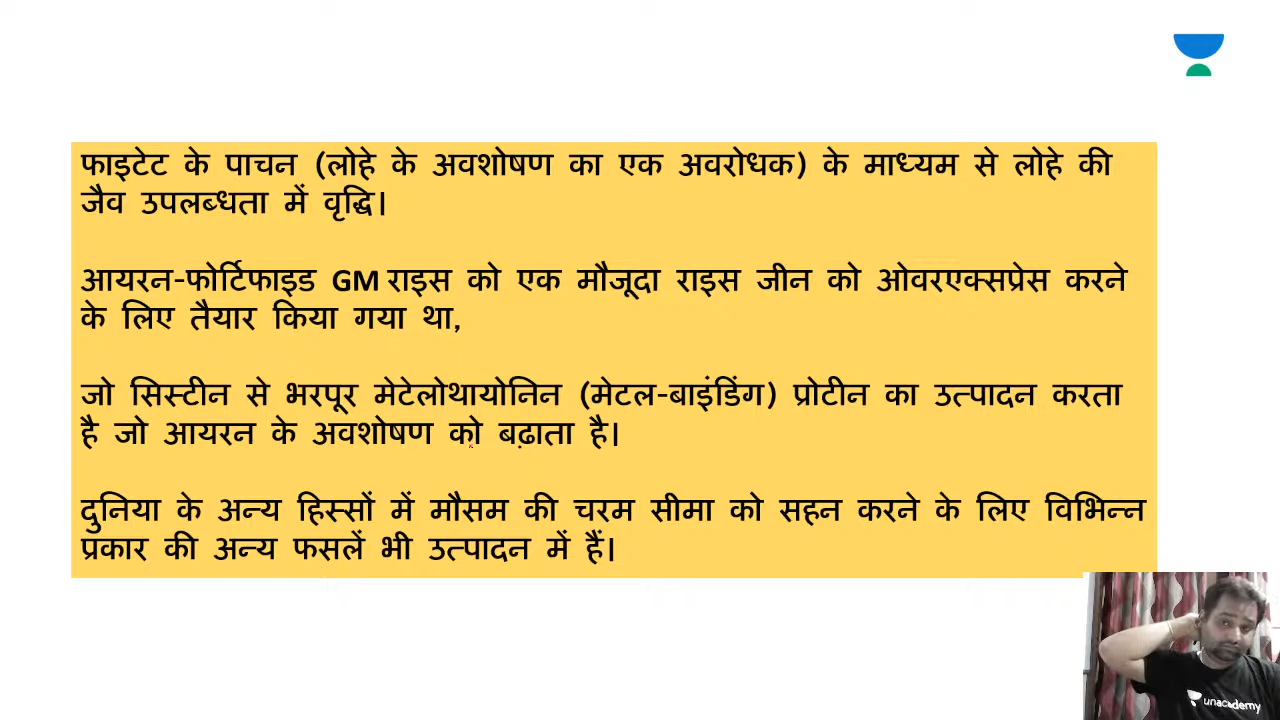 फाइटेट के पाचन (लोहे के अवशोषण का एक अवरोधक) के माध्यम से लोहे की
जैव उपलब्धता में वृद्धि।
आयरन-फोर्टिफाइड GM राइस को एक मौजूदा राइस जीन को ओवरएक्सप्रेस करने
के लिए तैयार किया गया था,
जो सिस्टीन से भरपूर मेटेलोथायोनिन (मेटल-बाइंडिंग) प्रोटीन का उत्पादन करता
है जो आयरन के अवशोषण को बढ़ाता है।
दुनिया के अन्य हिस्सों में मौसम की चरम सीमा को सहन करने के लिए विभिन्न
प्रकार की अन्य फसलें भी उत्पादन में हैं।
unacademy